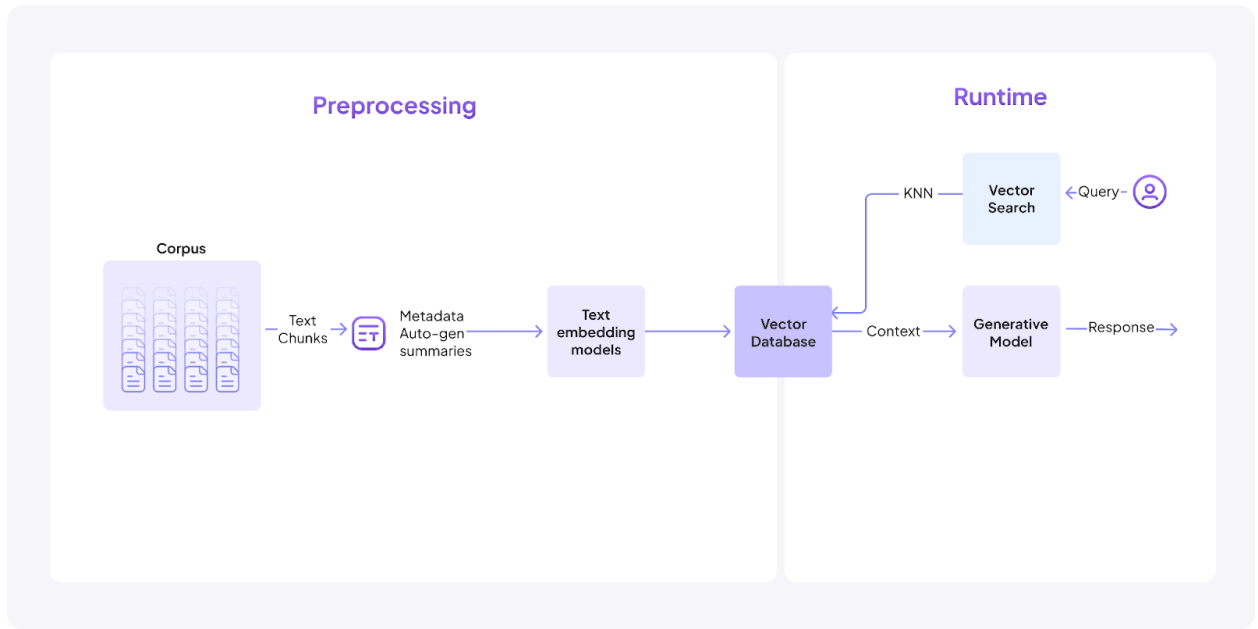 Preprocessing
Corpus
Text
Chunks
Metadata
Auto-gen
summaries
Text
embedding
models
Vector
Database
Runtime
KNN
Vector
Search
Query
Context
Generative
Model
Response